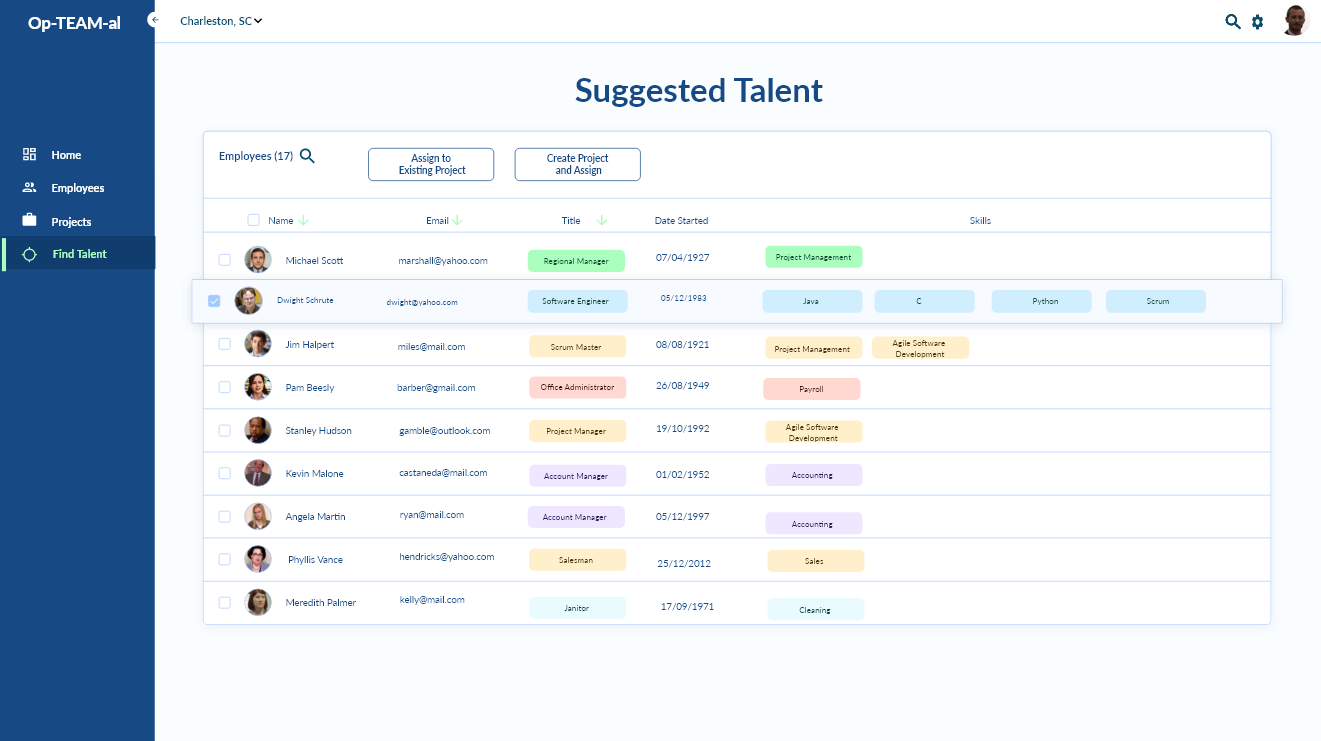 Op-TEAM-al
Charleston, SC
Home
Employees
Projects
Find Talent
Suggested Talent
Employees (17)
Assign to
Existing Project
Create Project
and Assign
Name Email Title Date Started Skills
Michael Scott marshall@yahoo.com Regional Manager 07/04/1927 Project Management
Dwight Schrute dwight@yahoo.com Software Engineer 05/12/1983 Java C Python Scrum
Jim Halpert miles@mail.com Scrum Master 08/08/1921 Project Management Agile Software
Development
Pam Beesly barber@gmail.com Office Administrator 26/08/1949 Payroll
Stanley Hudson gamble@outlook.com Project Manager 19/10/1992 Agile Software
Development
Kevin Malone castaneda@mail.com Account Manager 01/02/1952 Accounting
Angela Martin ryan@mail.com Account Manager 05/12/1997 Accounting
Phyllis Vance hendricks@yahoo.com Salesman 25/12/2012 Sales
Meredith Palmer kelly@mail.com Janitor 17/09/1971 Cleaning